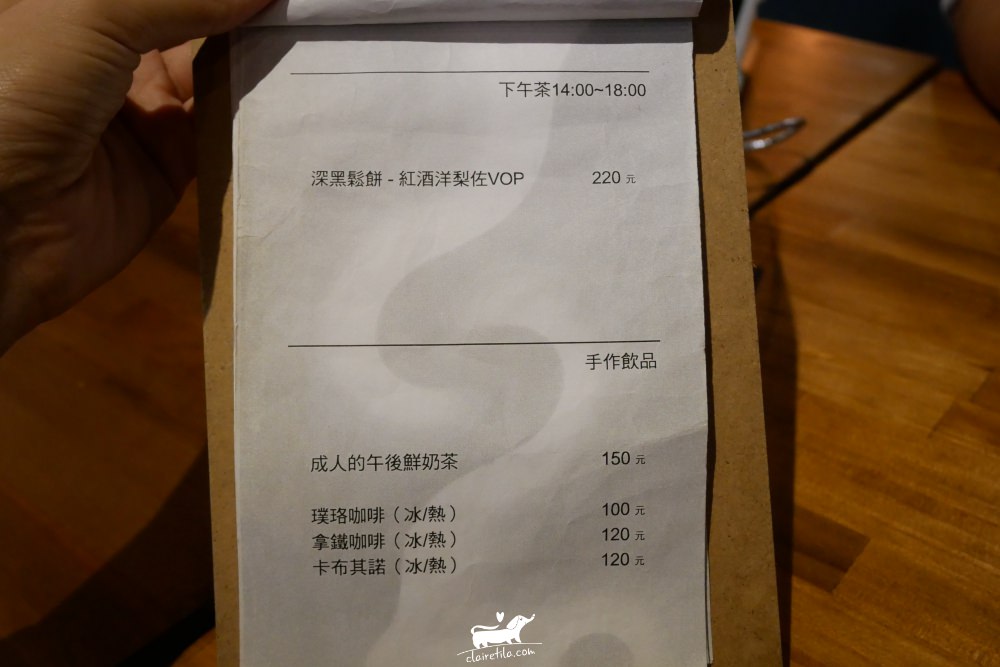 下午茶14:00~18:00
深黑鬆餅 - 紅酒洋梨佐VOP 220 元
手作飲品
成人的午後鮮奶茶 150 元
璞珞咖啡（冰/熱） 100 元
拿鐵咖啡（冰/熱） 120 元
卡布其諾（冰/熱） 120 元
clairetila.com